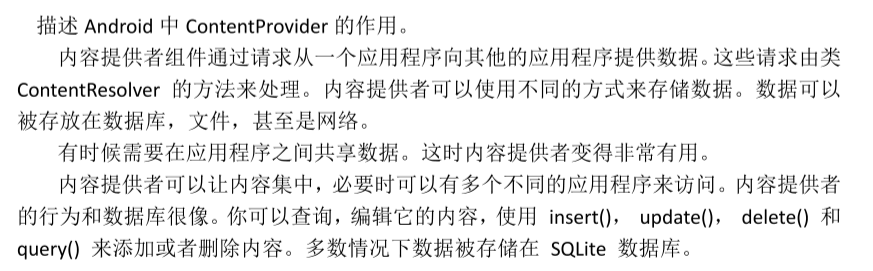 描述 Android 中 ContentProvider 的作用。
内容提供者组件通过请求从一个应用程序向其他的应用程序提供数据。这些请求由类
ContentResolver 的方法来处理。内容提供者可以使用不同的方式来存储数据。数据可以
被存放在数据库，文件，甚至是网络。
有时候需要在应用程序之间共享数据。这时内容提供者变得非常有用。
内容提供者可以让内容集中，必要时可以有多个不同的应用程序来访问。内容提供者
的行为和数据库很像。你可以查询，编辑它的内容，使用 insert()， update()， delete() 和
query() 来添加或者删除内容。多数情况下数据被存储在 SQLite 数据库。